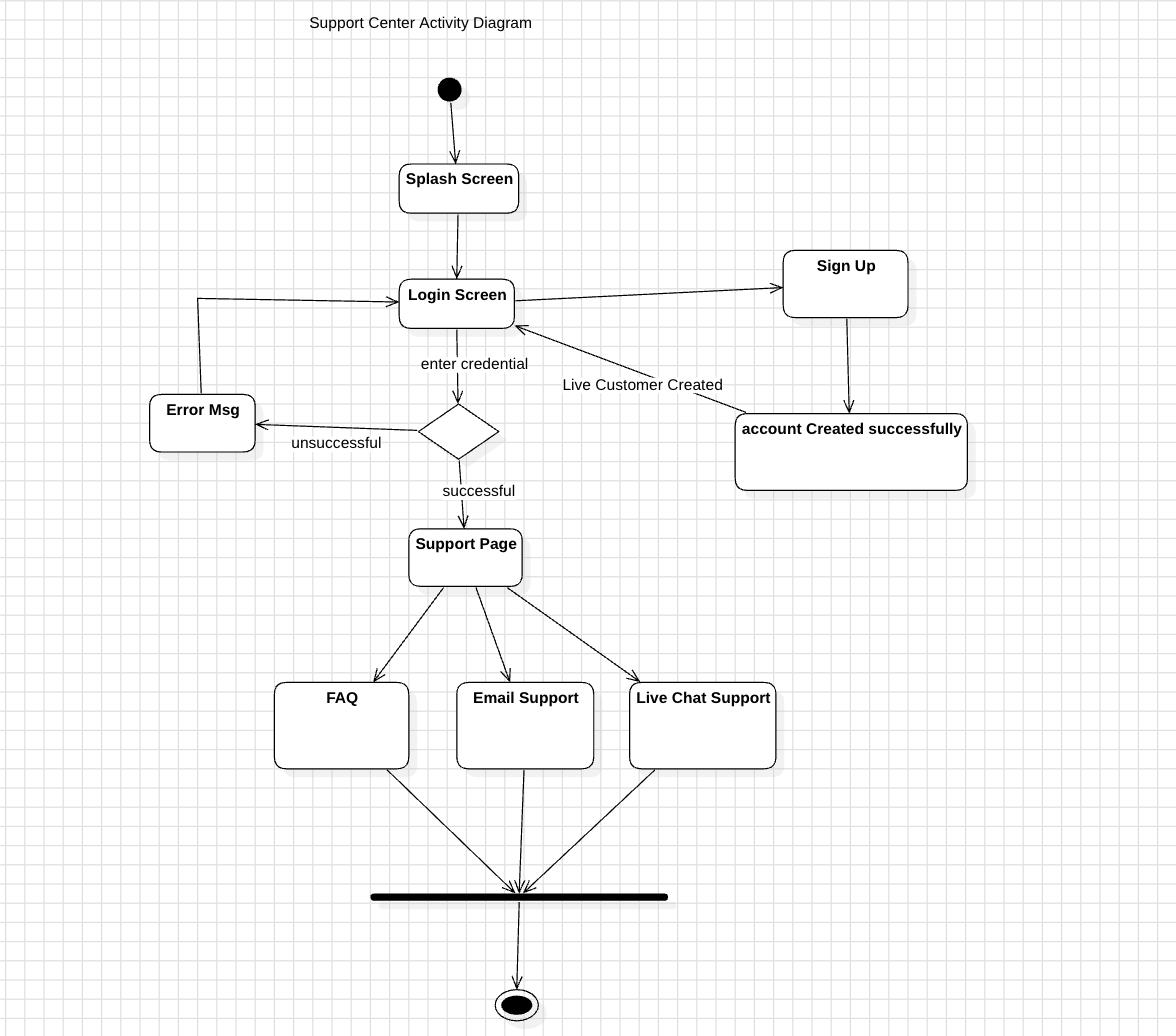 Support Center Activity Diagram
Splash Screen
Sign Up
Login Screen
enter credential
Live Customer Created
Error Msg
account Created successfully
unsuccessful
successful
Support Page
FAQ
Email Support
Live Chat Support